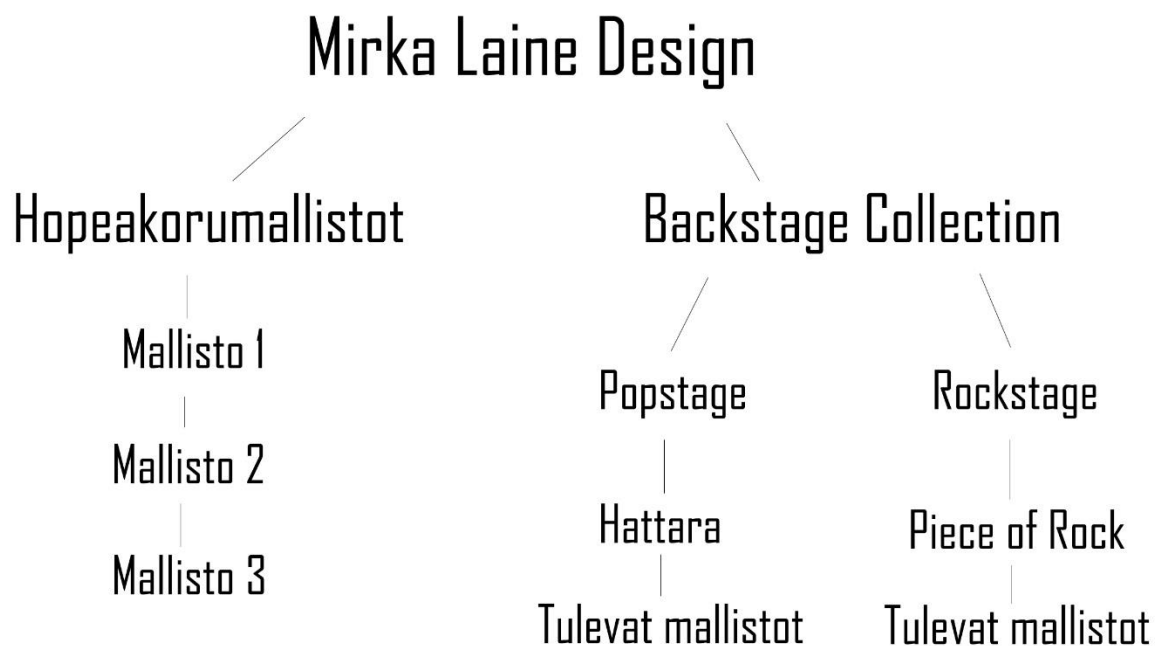 Mirka Laine Design
Hopeakorumallistot
Backstage Collection
Mallisto 1
Mallisto 2
Mallisto 3
Popstage
Hattara
Tulevat mallistot
Rockstage
Piece of Rock
Tulevat mallistot